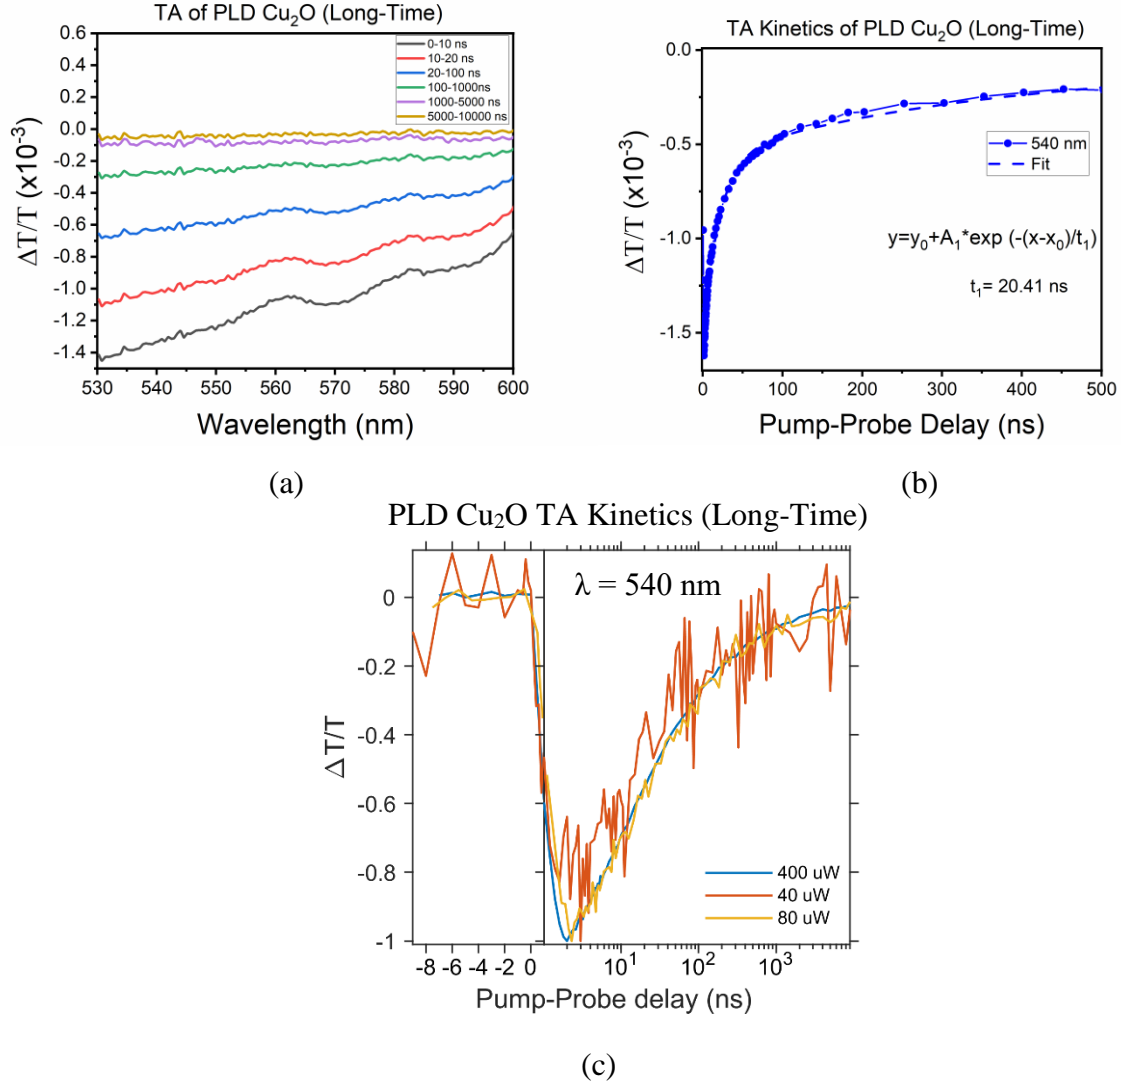 TA of PLD Cu₂O (Long-Time)
0.6
0.4
0.2
0.0
-0.2
-0.4
-0.6
-0.8
-1.0
-1.2
-1.4
ΔT/T (x10⁻³)
0-10 ns
10-20 ns
20-100 ns
100-1000ns
1000-5000 ns
5000-10000 ns
530 540 550 560 570 580 590 600
Wavelength (nm)
(a)
TA Kinetics of PLD Cu₂O (Long-Time)
0.0
-0.5
-1.0
-1.5
ΔT/T (x10⁻³)
540 nm
Fit
y=y₀+A₁*exp (-(x-x₀)/t₁)
t₁= 20.41 ns
0 100 200 300 400 500
Pump-Probe Delay (ns)
(b)
PLD Cu₂O TA Kinetics (Long-Time)
λ = 540 nm
0
-0.2
-0.4
-0.6
-0.8
-1
ΔT/T
400 uW
40 uW
80 uW
-8 -6 -4 -2 0 10¹ 10² 10³
Pump-Probe delay (ns)
(c)